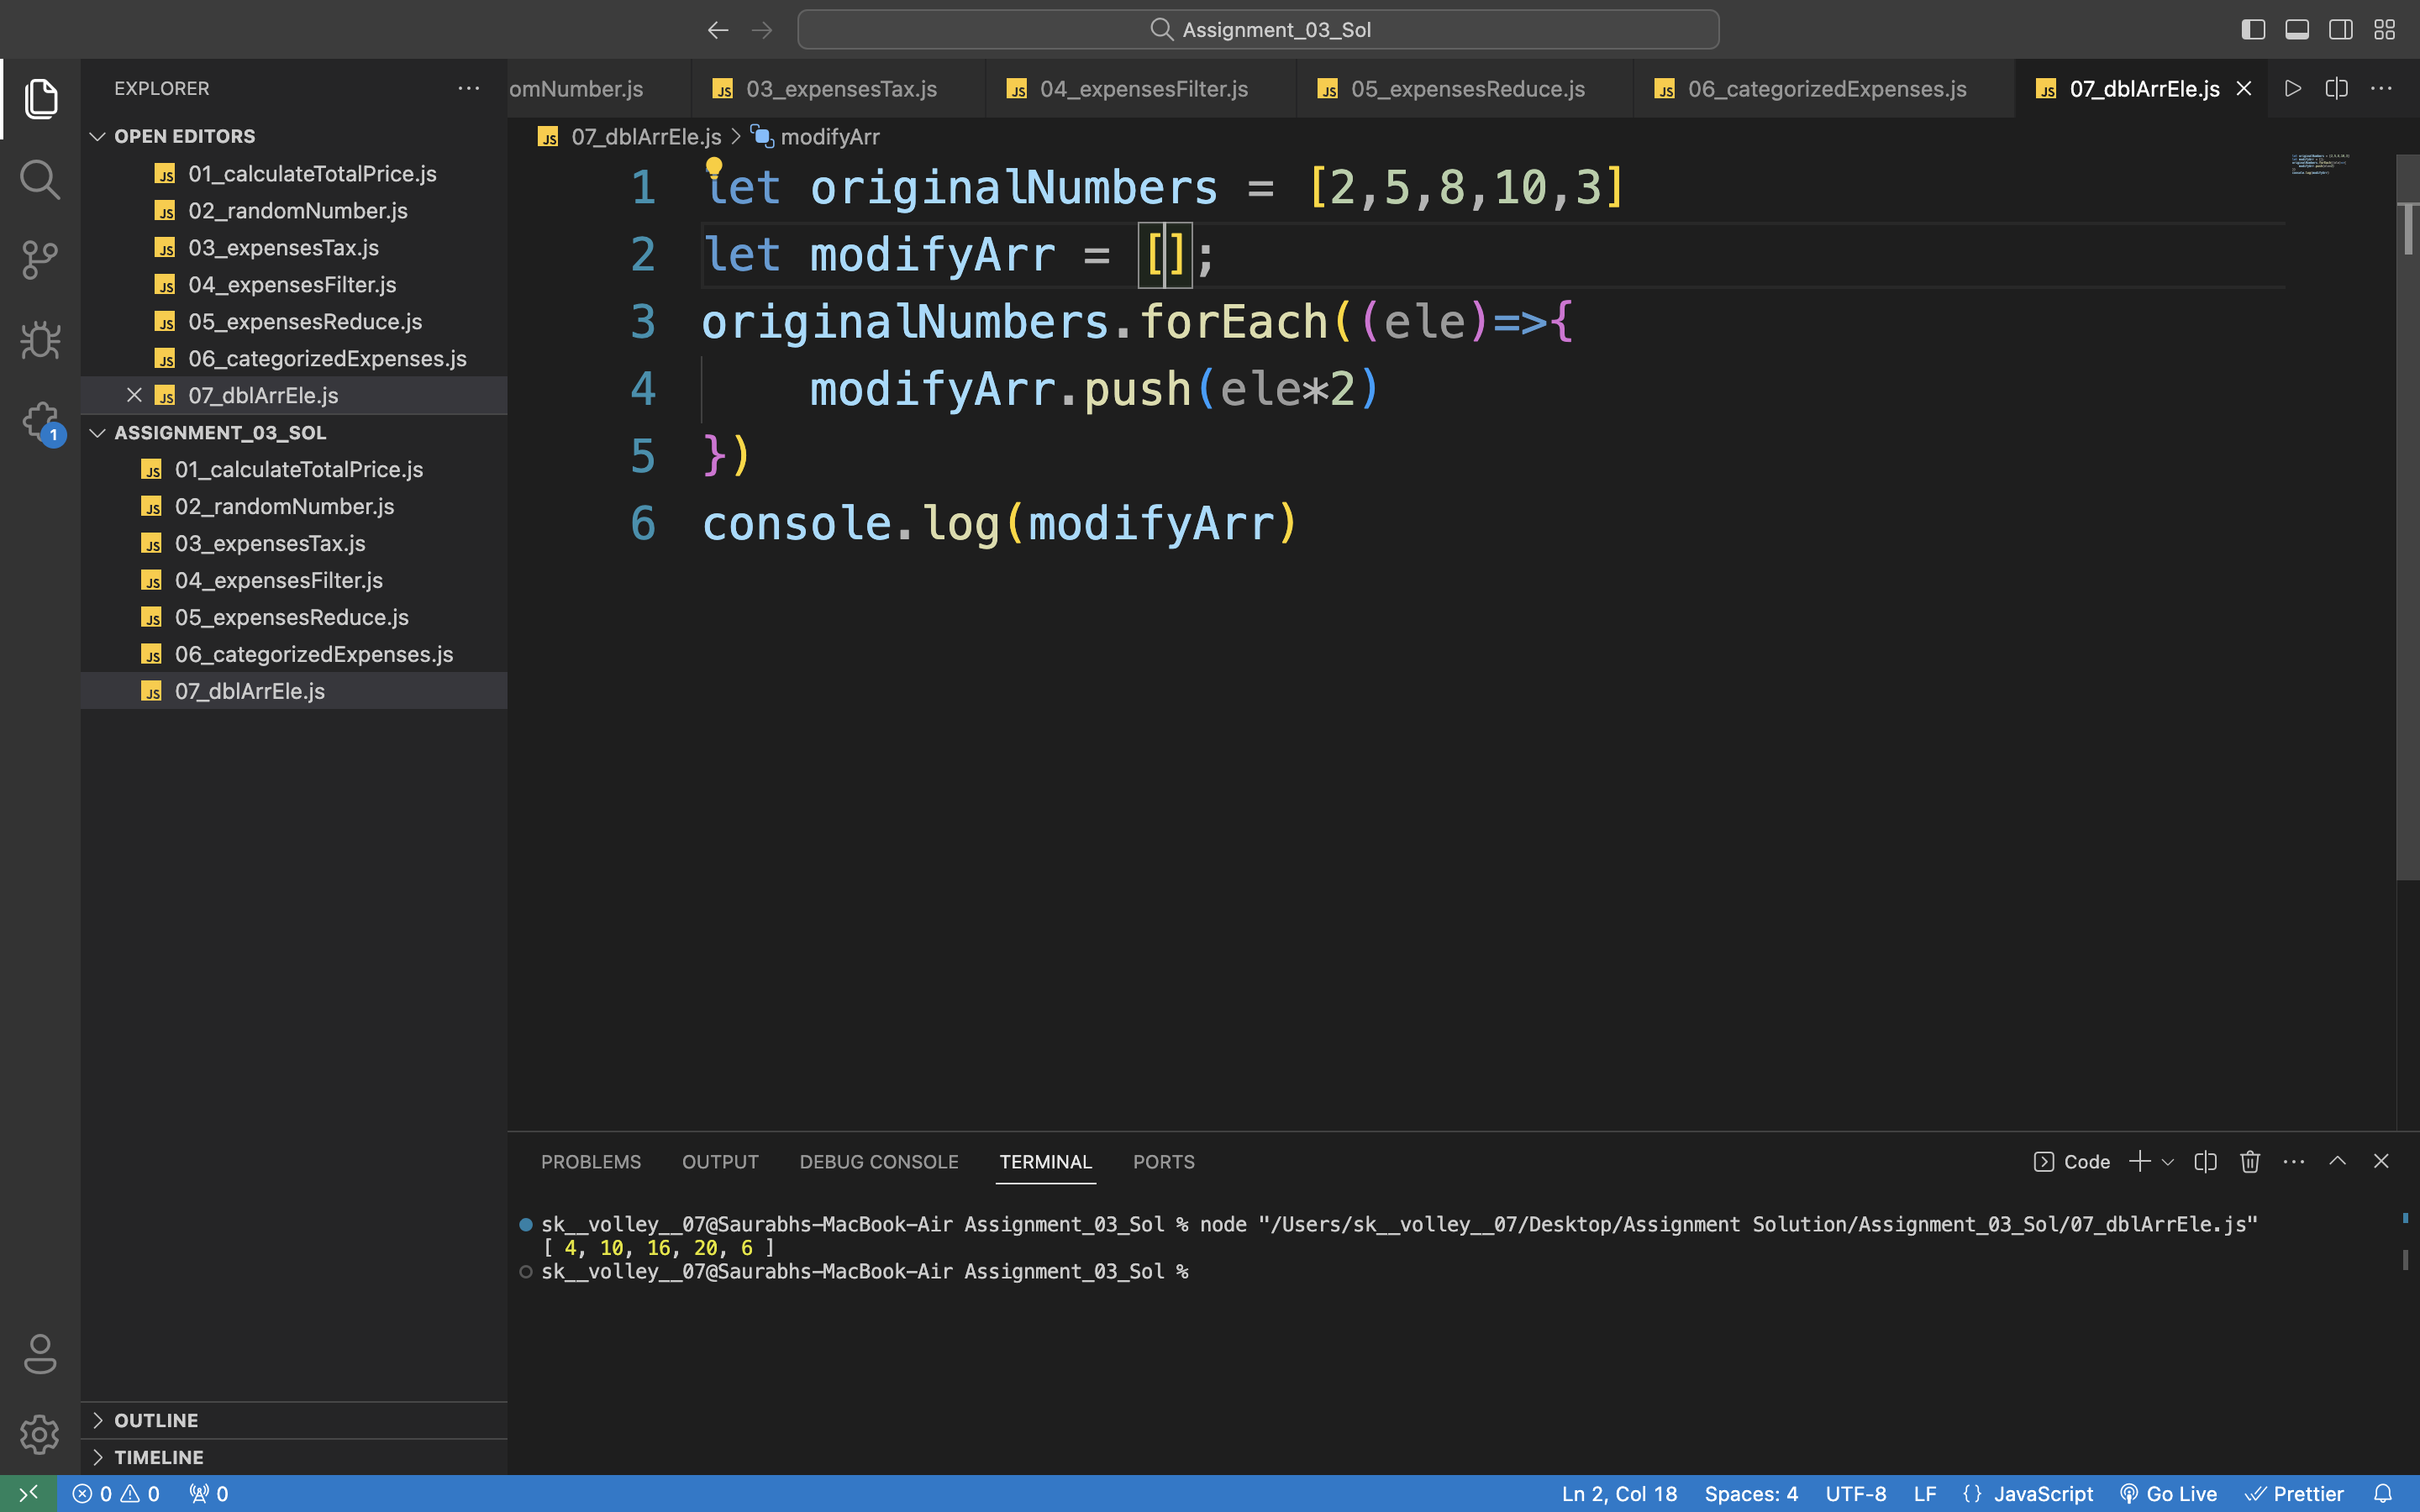 Assignment_03_Sol
EXPLORER
omNumber.js
03_expensesTax.js
04_expensesFilter.js
05_expensesReduce.js
06_categorizedExpenses.js
07_dblArrEle.js
OPEN EDITORS
JS 01_calculateTotalPrice.js
JS 02_randomNumber.js
JS 03_expensesTax.js
JS 04_expensesFilter.js
JS 05_expensesReduce.js
JS 06_categorizedExpenses.js
JS 07_dblArrEle.js
ASSIGNMENT_03_SOL
JS 01_calculateTotalPrice.js
JS 02_randomNumber.js
JS 03_expensesTax.js
JS 04_expensesFilter.js
JS 05_expensesReduce.js
JS 06_categorizedExpenses.js
JS 07_dblArrEle.js
1
OUTLINE
TIMELINE
JS 07_dblArrEle.js > modifyArr
1 let originalNumbers = [2,5,8,10,3]
2 let modifyArr = [];
3 originalNumbers.forEach((ele)=>{
4     modifyArr.push(ele*2)
5 })
6 console.log(modifyArr)
PROBLEMS OUTPUT DEBUG CONSOLE TERMINAL PORTS Code
sk__volley__07@Saurabhs-MacBook-Air Assignment_03_Sol % node "/Users/sk__volley__07/Desktop/Assignment Solution/Assignment_03_Sol/07_dblArrEle.js"
[ 4, 10, 16, 20, 6 ]
sk__volley__07@Saurabhs-MacBook-Air Assignment_03_Sol %
0 0 0 Ln 2, Col 18 Spaces: 4 UTF-8 LF {} JavaScript Go Live Prettier